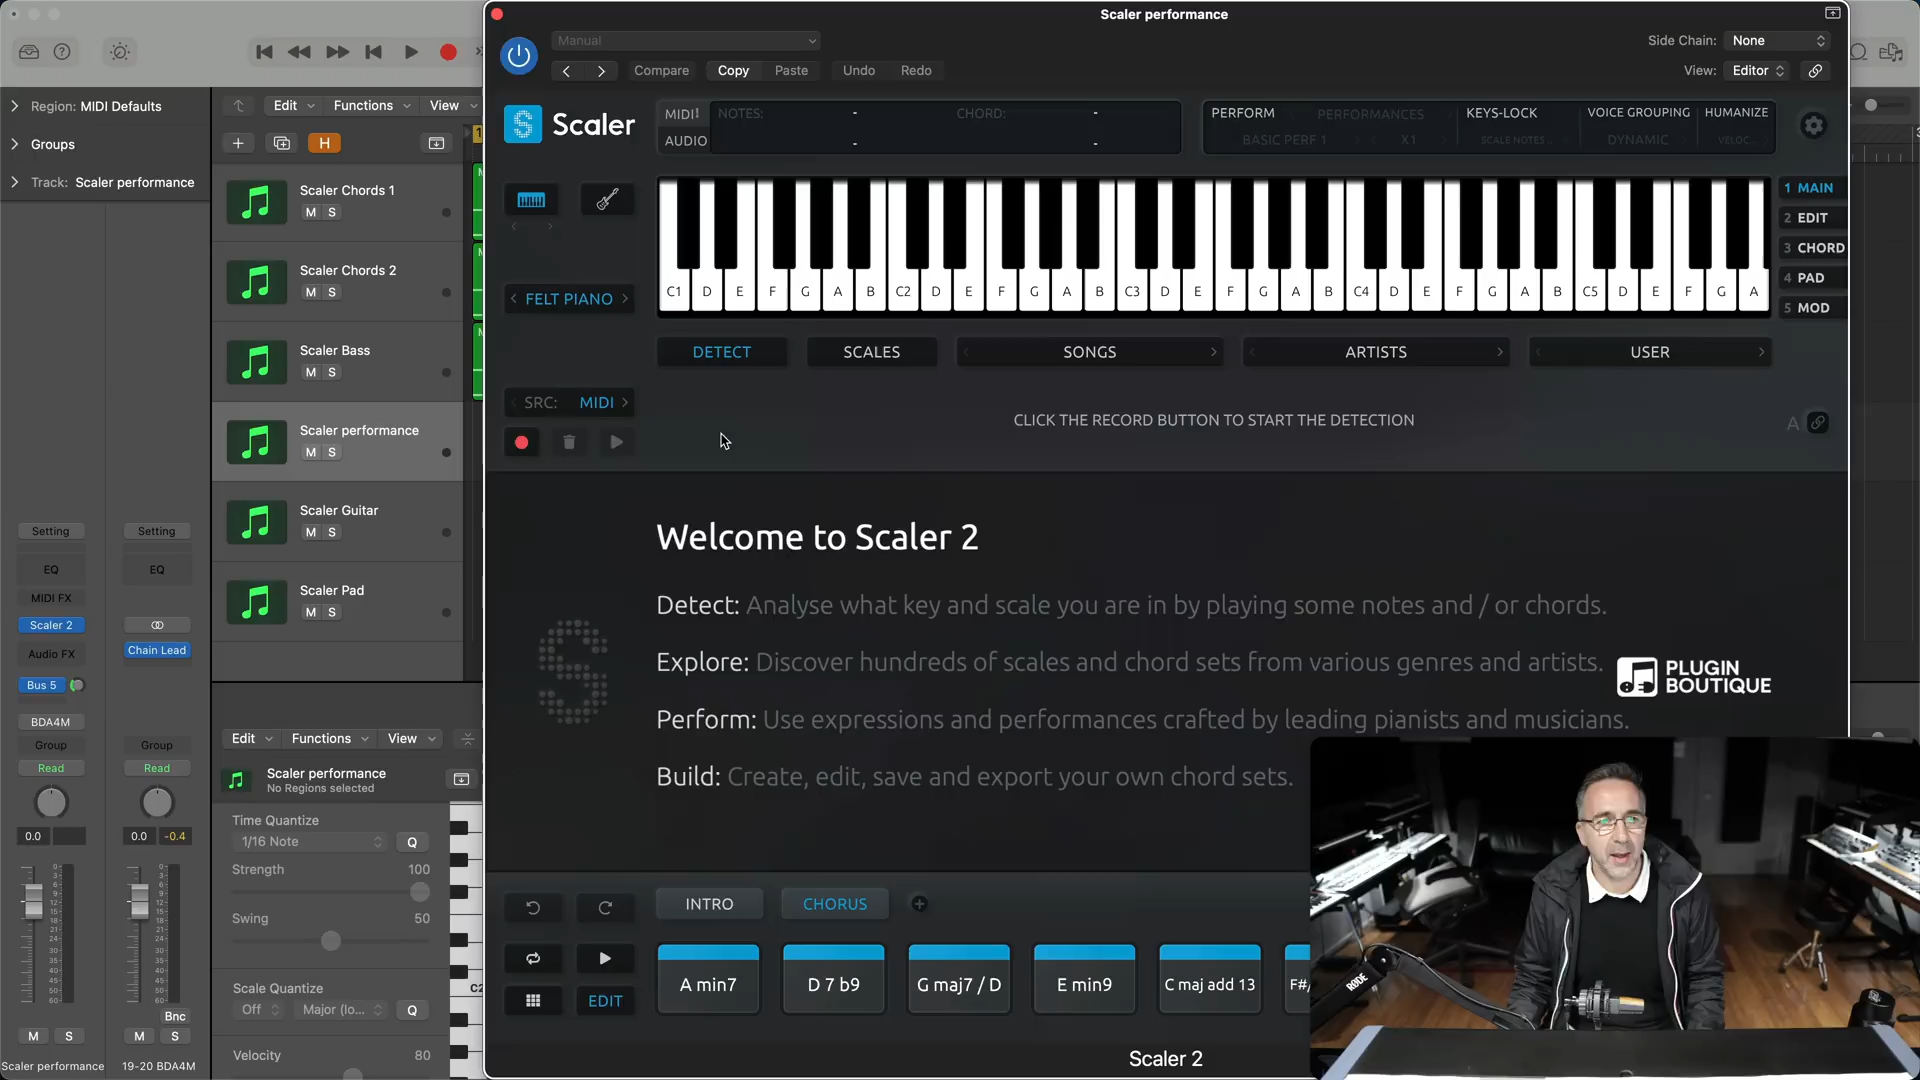 Scaler performance
Manual
Side Chain: None
Compare Copy Paste Undo Redo
View: Editor
Region: MIDI Defaults
Groups
Track: Scaler performance
Edit Functions View
H
Scaler Chords 1
M S
Scaler Chords 2
M S
Scaler Bass
M S
Scaler performance
M S
Scaler Guitar
M S
Scaler Pad
M S
Scaler
MIDI NOTES: - CHORD: -
AUDIO - -
PERFORM PERFORMANCES KEYS-LOCK VOICE GROUPING HUMANIZE
BASIC PERF 1 X1 SCALE NOTES.. DYNAMIC VELOC..
1 MAIN
2 EDIT
3 CHORD
4 PAD
5 MOD
C1 D E F G A B C2 D E F G A B C3 D E F G A B C4 D E F G A B C5 D E F G A
FELT PIANO
DETECT SCALES SONGS ARTISTS USER
SRC: MIDI
CLICK THE RECORD BUTTON TO START THE DETECTION
A
Welcome to Scaler 2
Detect: Analyse what key and scale you are in by playing some notes and / or chords.
Explore: Discover hundreds of scales and chord sets from various genres and artists.
Perform: Use expressions and performances crafted by leading pianists and musicians.
Build: Create, edit, save and export your own chord sets.
PLUGIN
BOUTIQUE
INTRO CHORUS
EDIT
A min7 D 7 b9 G maj7 / D E min9 C maj add 13 F#/
Scaler 2
RØDE
Setting Setting
EQ EQ
MIDI FX
Scaler 2
Audio FX Chain Lead
Bus 5
BDA4M
Group Group
Read Read
0.0 0.0 -0.4
Bnc
M S M S
Scaler performance 19-20 BDA4M
Edit Functions View
Scaler performance
No Regions selected
Time Quantize
1/16 Note Q
Strength 100
Swing 50
Scale Quantize
Off Major (lo... Q
Velocity 80
C2